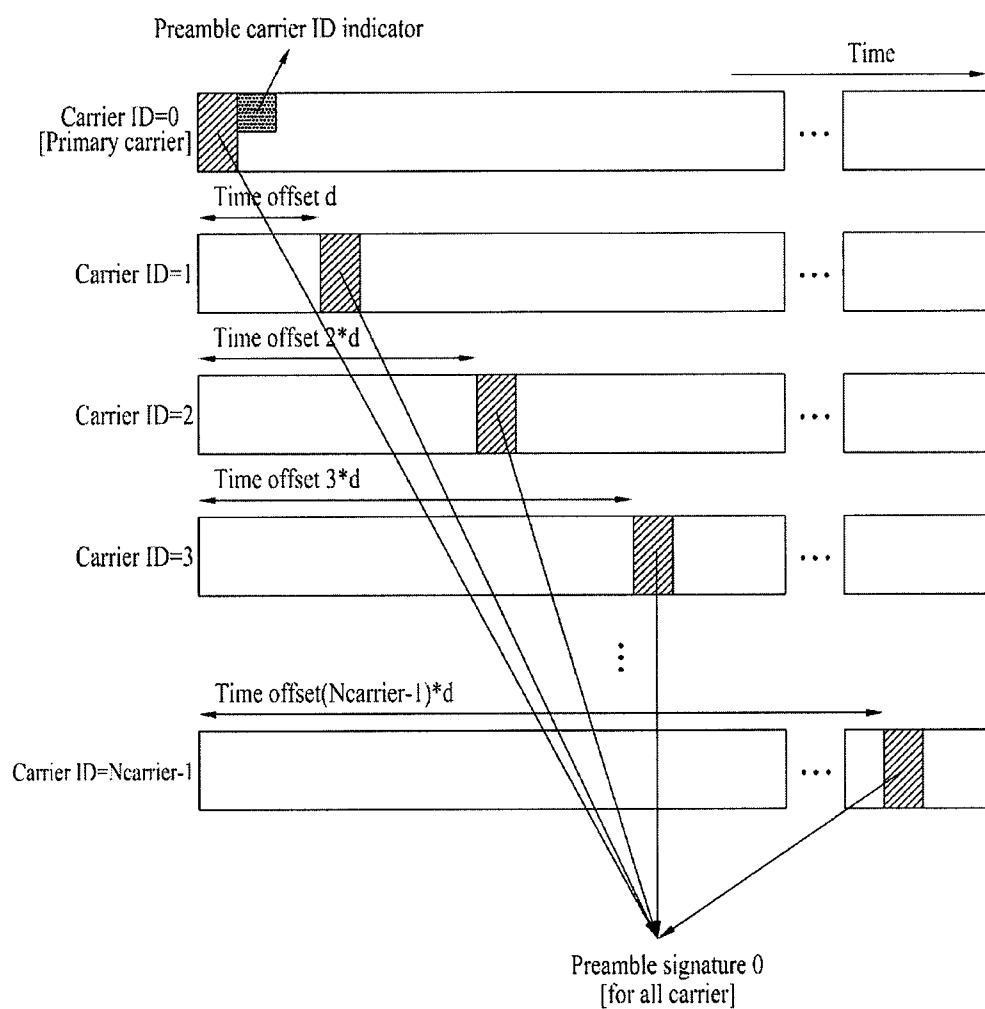 Preamble carrier ID indicator
Time
Carrier ID=0
[Primary carrier]
...
Time offset d
Carrier ID=1
...
Time offset 2*d
Carrier ID=2
...
Time offset 3*d
Carrier ID=3
...
Time offset(Ncarrier-1)*d
Carrier ID=Ncarrier-1
...
Preamble signature 0
[for all carrier]